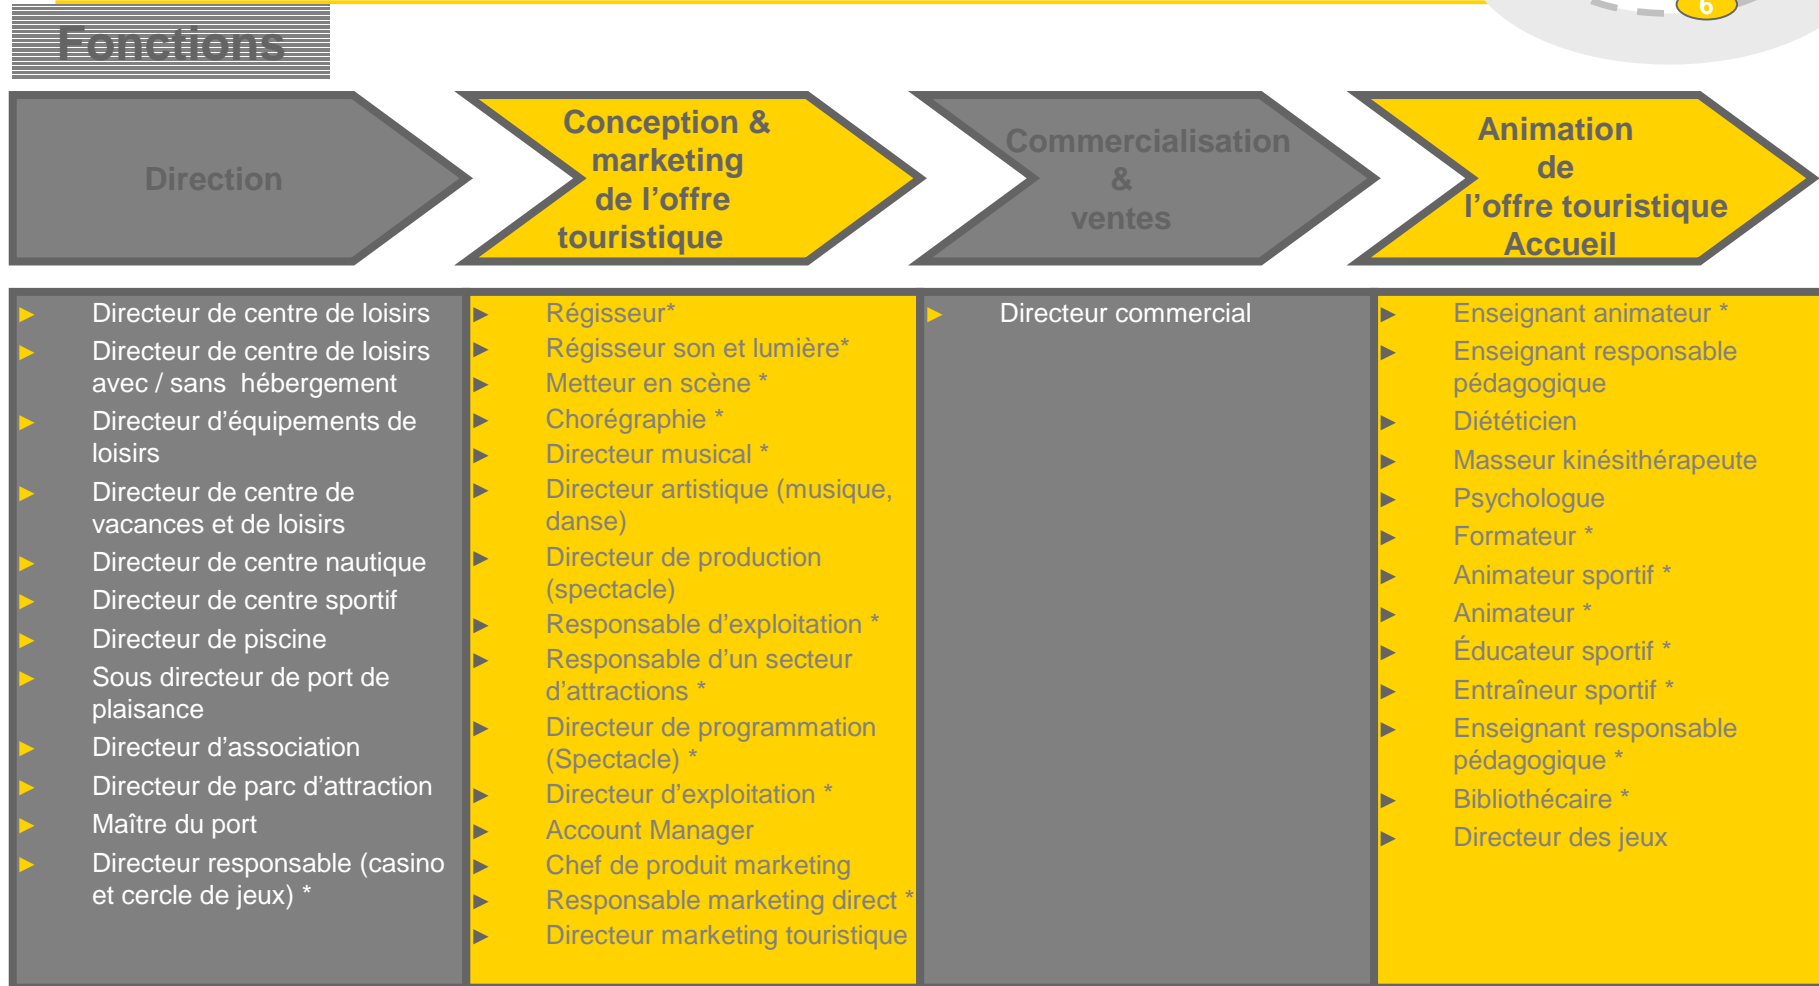 6
Fonctions
Direction
Conception &
marketing
de l’offre
touristique
Commercialisation
&
ventes
Animation
de
l’offre touristique
Accueil
► Directeur de centre de loisirs
► Directeur de centre de loisirs
avec / sans hébergement
► Directeur d’équipements de
loisirs
► Directeur de centre de
vacances et de loisirs
► Directeur de centre nautique
► Directeur de centre sportif
► Directeur de piscine
► Sous directeur de port de
plaisance
► Directeur d’association
► Directeur de parc d’attraction
► Maître du port
► Directeur responsable (casino
et cercle de jeux) *
► Régisseur*
► Régisseur son et lumière*
► Metteur en scène *
► Chorégraphie *
► Directeur musical *
► Directeur artistique (musique,
danse)
► Directeur de production
(spectacle)
► Responsable d’exploitation *
► Responsable d’un secteur
d’attractions *
► Directeur de programmation
(Spectacle) *
► Directeur d’exploitation *
► Account Manager
► Chef de produit marketing
► Responsable marketing direct *
► Directeur marketing touristique
► Directeur commercial
► Enseignant animateur *
► Enseignant responsable
pédagogique
► Diététicien
► Masseur kinésithérapeute
► Psychologue
► Formateur *
► Animateur sportif *
► Animateur *
► Éducateur sportif *
► Entraîneur sportif *
► Enseignant responsable
pédagogique *
► Bibliothécaire *
► Directeur des jeux